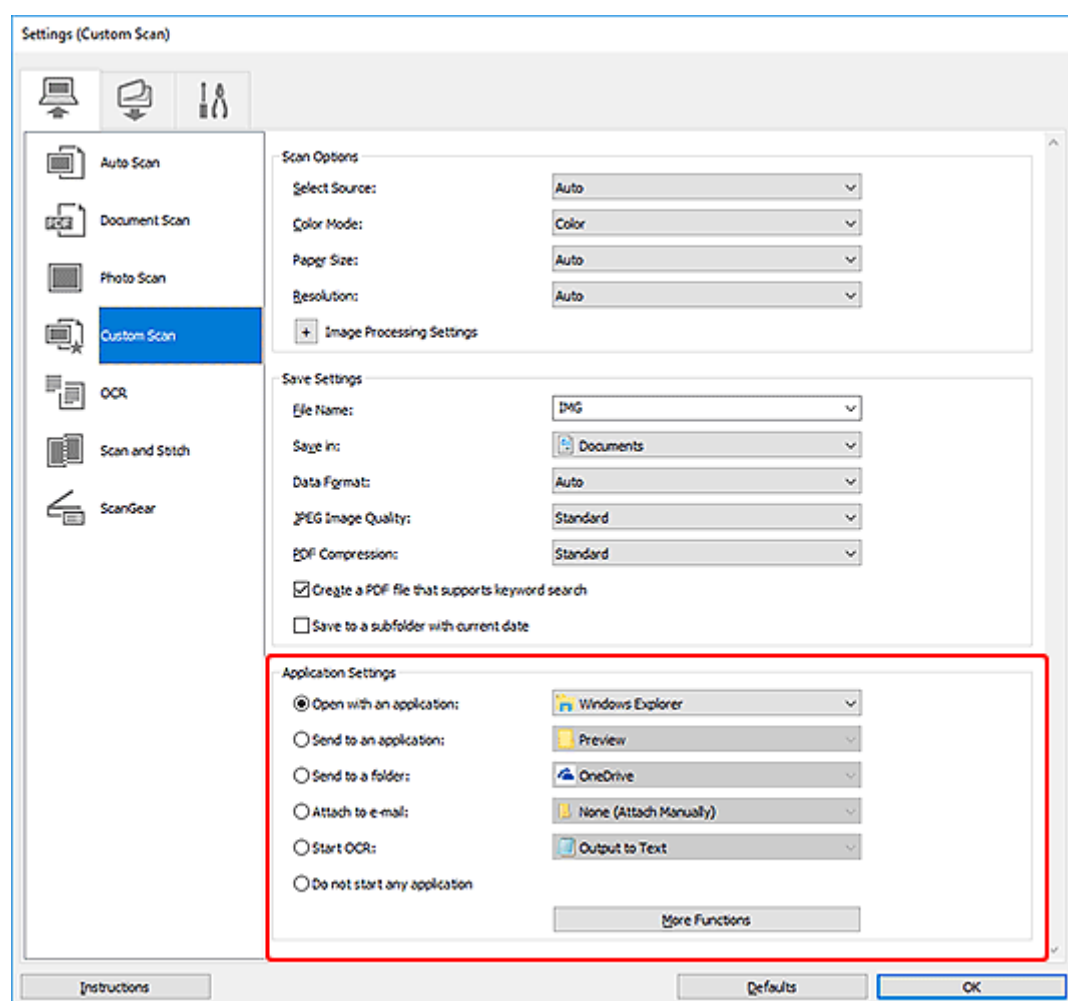 Settings (Custom Scan)
Auto Scan
PDF
Document Scan
Photo Scan
Custom Scan
OCR
Scan and Stitch
ScanGear
Scan Options
Select Source: Auto
Color Mode: Color
Paper Size: Auto
Resolution: Auto
+ Image Processing Settings
Save Settings
File Name: IMG
Save in: Documents
Data Format: Auto
JPEG Image Quality: Standard
PDF Compression: Standard
Create a PDF file that supports keyword search
Save to a subfolder with current date
Application Settings
Open with an application: Windows Explorer
Send to an application: Preview
Send to a folder: OneDrive
Attach to e-mail: None (Attach Manually)
Start OCR: Output to Text
Do not start any application
More Functions
Instructions Defaults OK